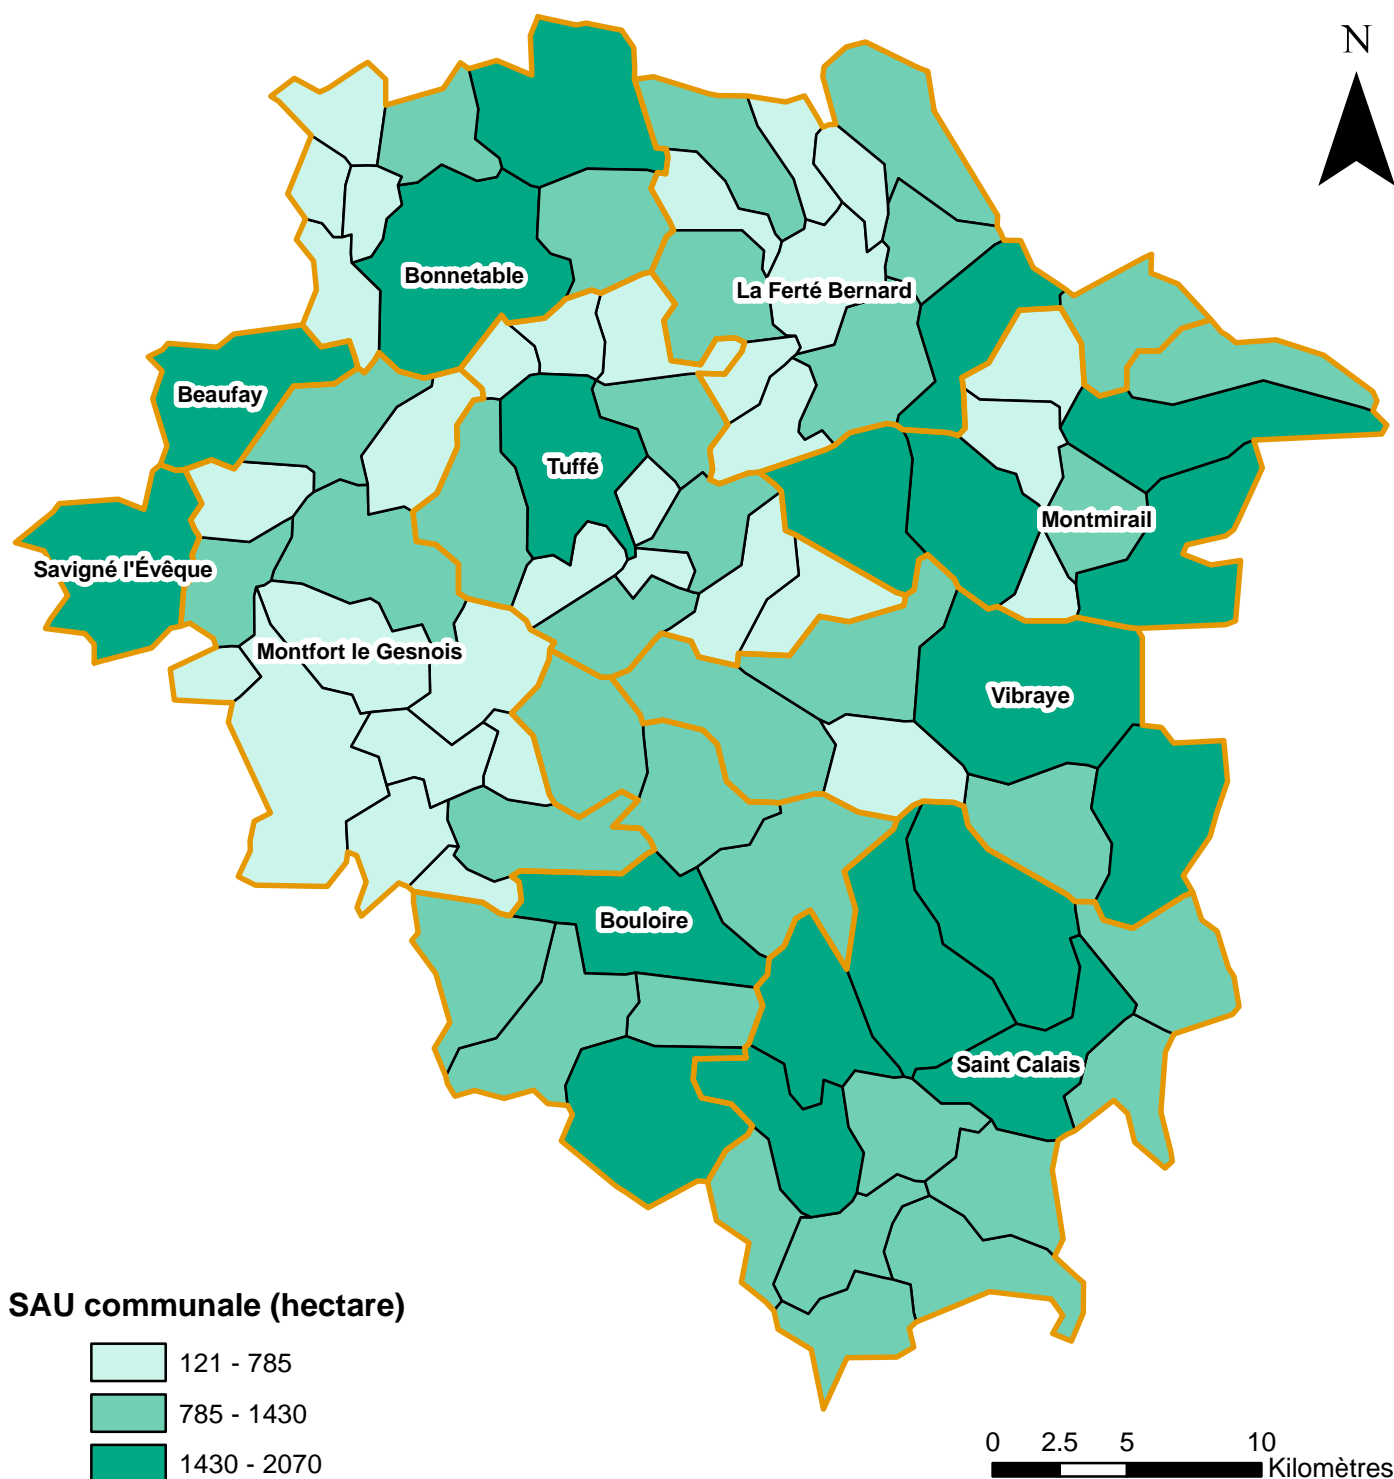 N
Bonnetable
La Ferté Bernard
Beaufay
Tuffé
Montmirail
Savigné l'Évêque
Montfort le Gesnois
Vibraye
Bouloire
Saint Calais
SAU communale (hectare)
121 - 785
785 - 1430
1430 - 2070
0 2.5 5 10
Kilomètres